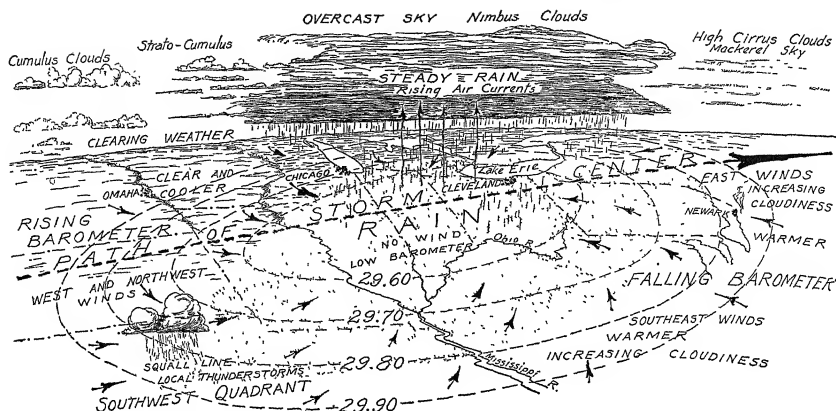 OVERCAST SKY Nimbus Clouds
Strato-Cumulus
Cumulus Clouds
High Cirrus Clouds
Mackerel Sky
STEADY RAIN
Rising Air Currents
CLEARING WEATHER
CLEAR AND
COOLER
CHICAGO
OMAHA
Lake Erie
CLEVELAND
EAST WINDS
INCREASING
CLOUDINESS
NEWARK
WARMER
RISING
BAROMETER
PATH OF STORM CENTER
RAIN
NO WIND
LOW BAROMETER
Ohio R.
29.60
WEST AND NORTHWEST
WINDS
FALLING BAROMETER
29.70
SOUTHEAST WINDS
WARMER
INCREASING CLOUDINESS
29.80
Mississippi R.
SQUALL LINE
LOCAL THUNDERSTORMS
SOUTHWEST QUADRANT
29.90